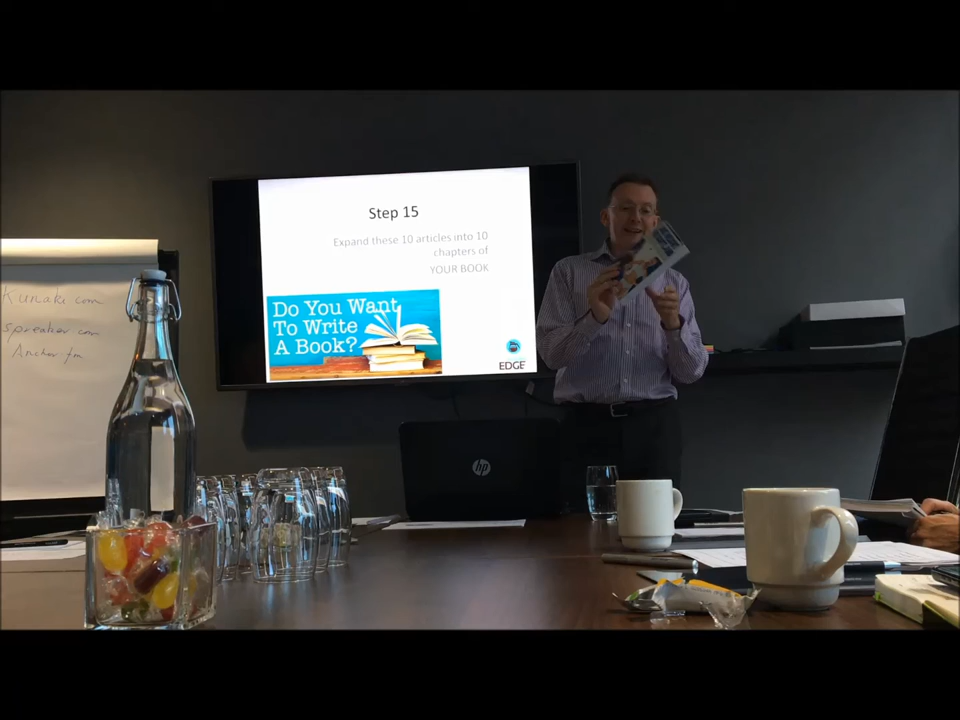 Kunaki com
spreaker com
Anchor fm
Step 15
Expand these 10 articles into 10
chapters of
YOUR BOOK
Do You Want
To Write
A Book?
EDGE
hp